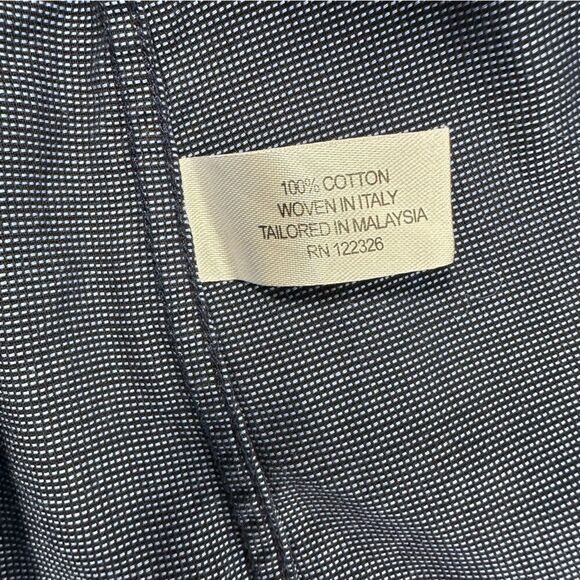 100% COTTON
WOVEN IN ITALY
TAILORED IN MALAYSIA
RN 122326